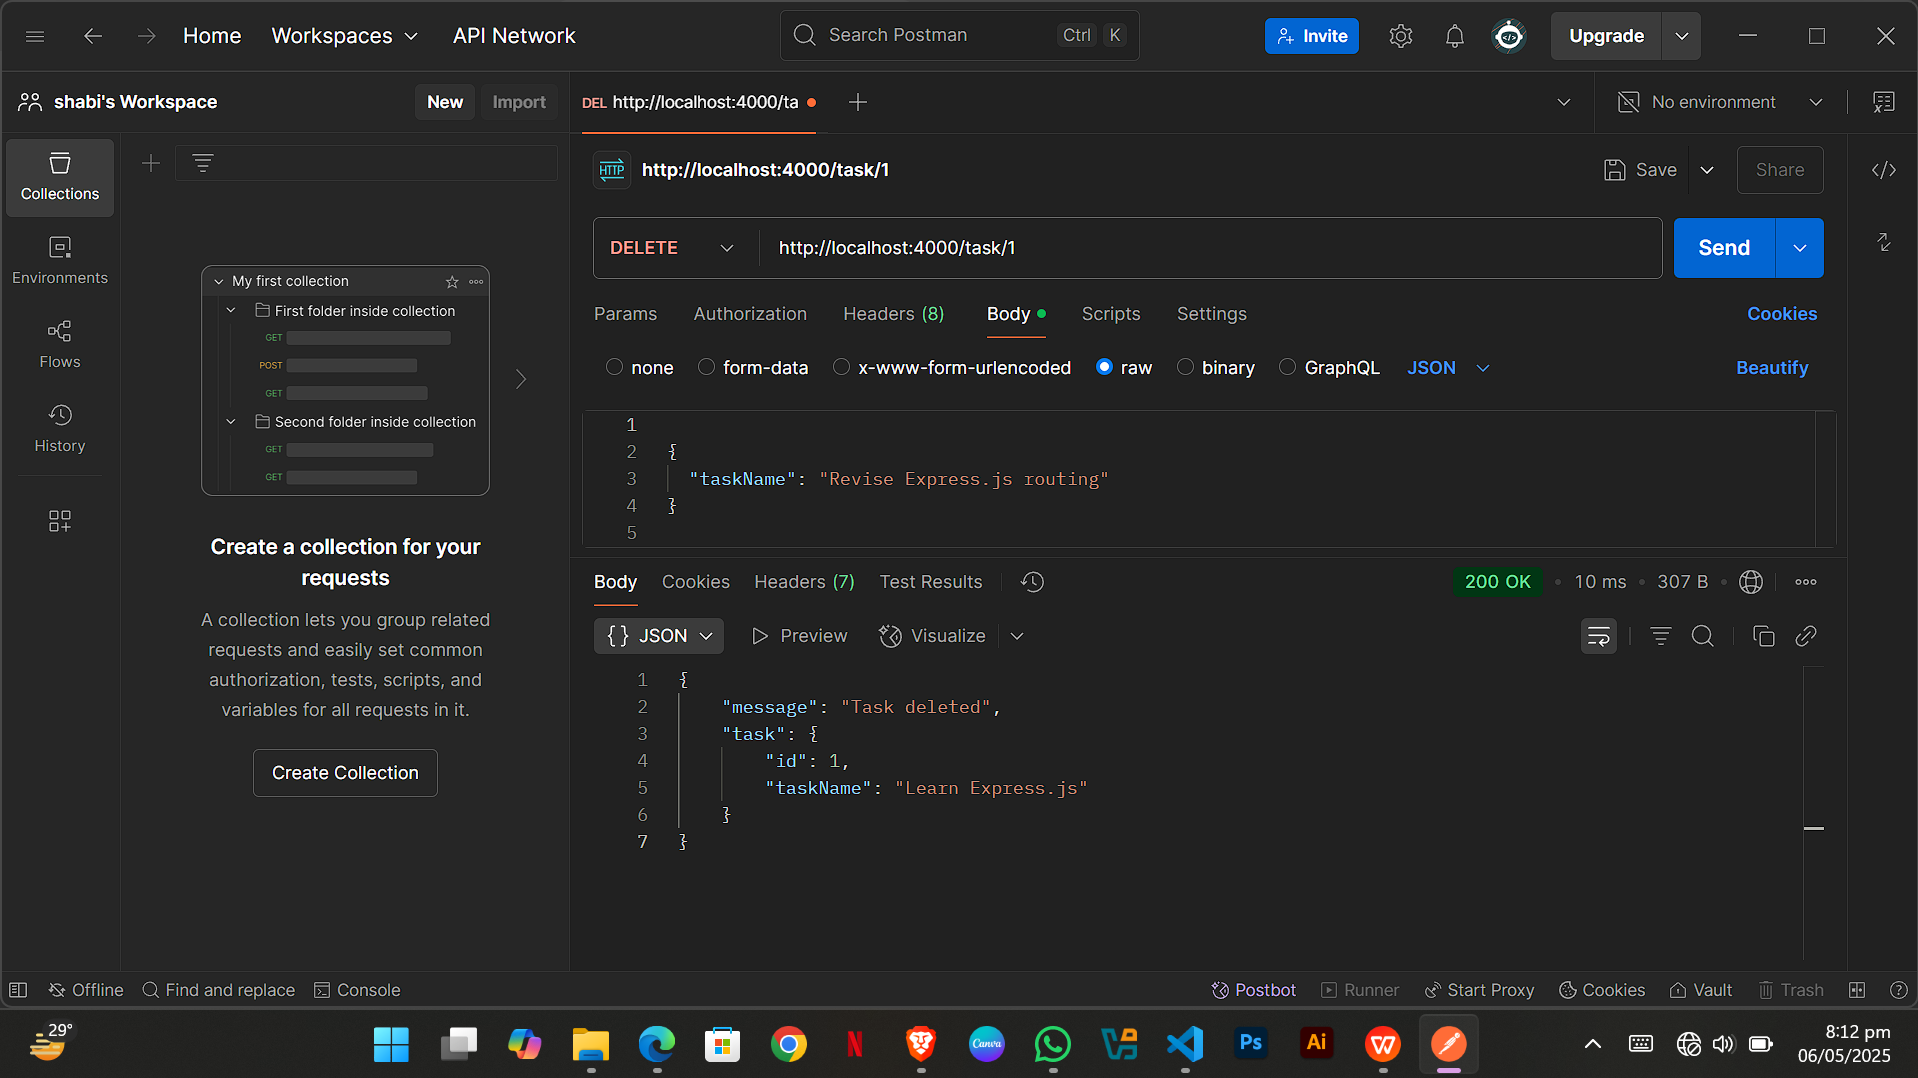 Home
Workspaces
API Network
Search Postman
Ctrl K
Invite
Upgrade
shabi's Workspace
New
Import
DEL http://localhost:4000/ta
No environment
Collections
Environments
Flows
History
My first collection
First folder inside collection
GET
POST
GET
Second folder inside collection
GET
GET
Create a collection for your
requests
A collection lets you group related
requests and easily set common
authorization, tests, scripts, and
variables for all requests in it.
Create Collection
HTTP http://localhost:4000/task/1
Save
Share
DELETE
http://localhost:4000/task/1
Send
Params Authorization Headers (8) Body Scripts Settings Cookies
none form-data x-www-form-urlencoded raw binary GraphQL JSON Beautify
1
2 {
3 "taskName": "Revise Express.js routing"
4 }
5
Body Cookies Headers (7) Test Results
200 OK • 10 ms • 307 B •
{} JSON Preview Visualize
1 {
2 "message": "Task deleted",
3 "task": {
4 "id": 1,
5 "taskName": "Learn Express.js"
6 }
7 }
Offline Find and replace Console
Postbot Runner Start Proxy Cookies Vault Trash
29°
N
Canva
Ps
Ai
W
8:12 pm
06/05/2025